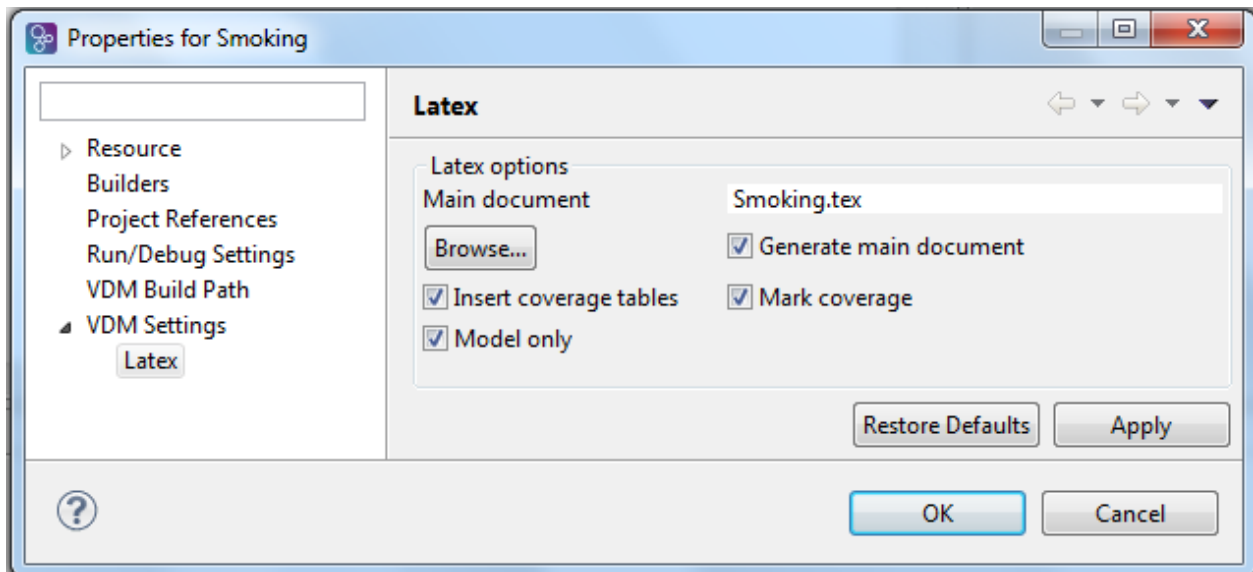 Properties for Smoking
Resource
Builders
Project References
Run/Debug Settings
VDM Build Path
VDM Settings
Latex
Latex
Latex options
Main document Smoking.tex
Browse... Generate main document
Insert coverage tables Mark coverage
Model only
Restore Defaults Apply
? OK Cancel